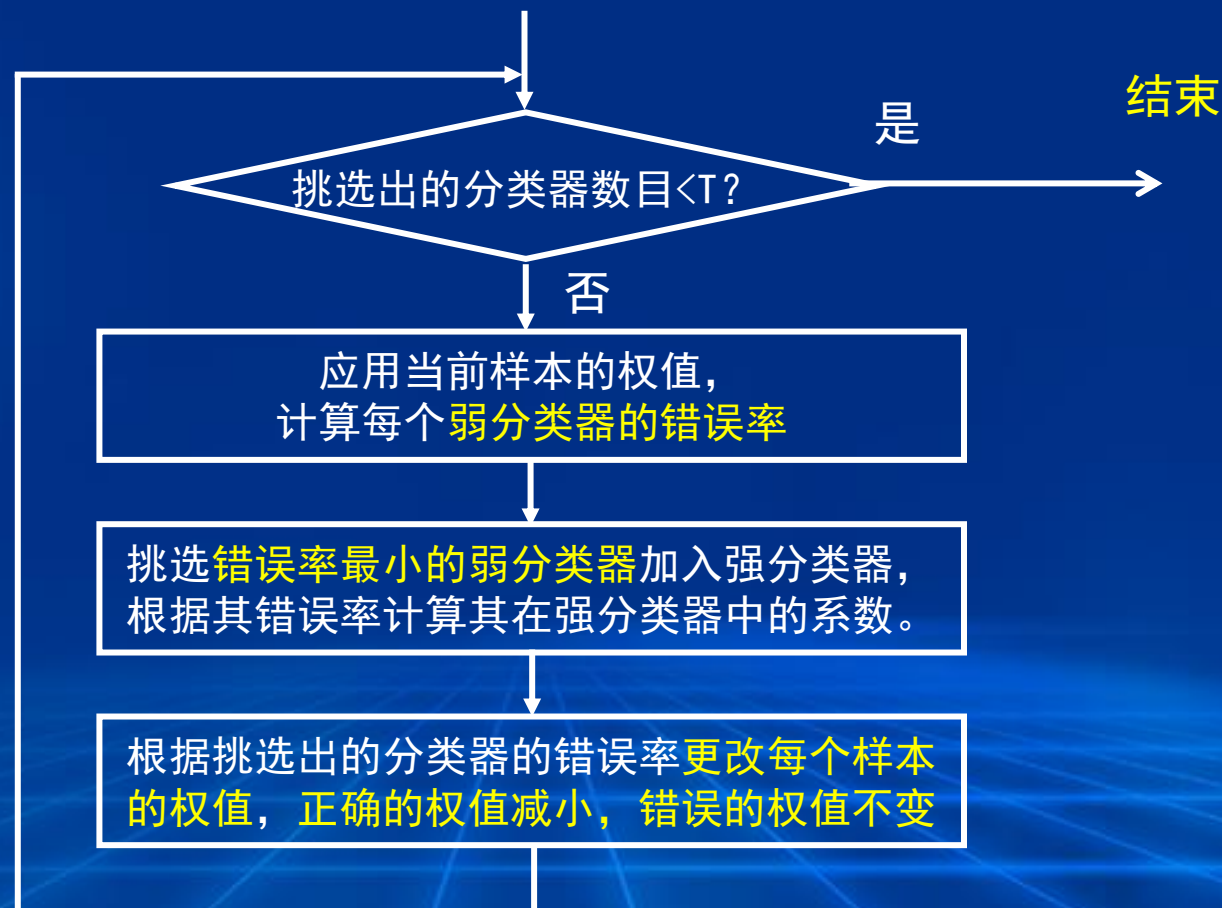 结束
是
挑选出的分类器数目<T?
否
应用当前样本的权值,
计算每个弱分类器的错误率
挑选错误率最小的弱分类器加入强分类器,
根据其错误率计算其在强分类器中的系数。
根据挑选出的分类器的错误率更改每个样本
的权值,正确的权值减小,错误的权值不变